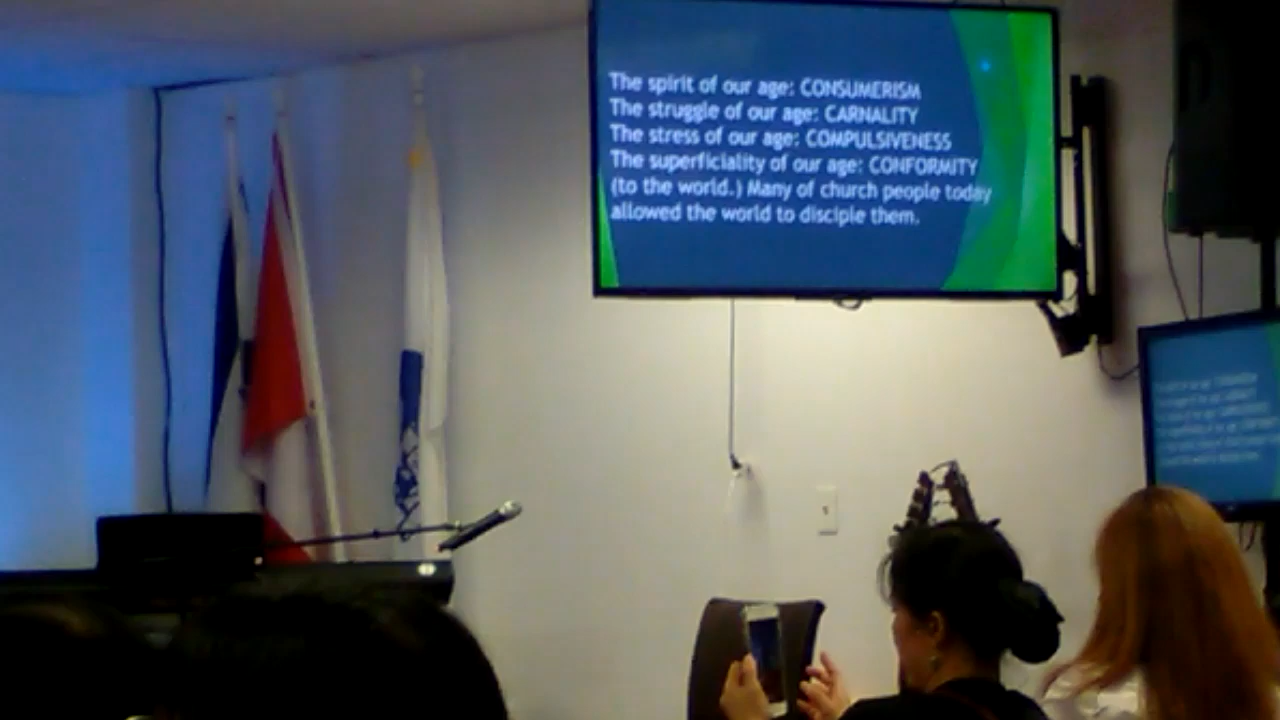 The spirit of our age: CONSUMERISM
The struggle of our age: CARNALITY
The stress of our age: COMPULSIVENESS
The superficiality of our age: CONFORMITY
(to the world.) Many of church people today
allowed the world to disciple them.